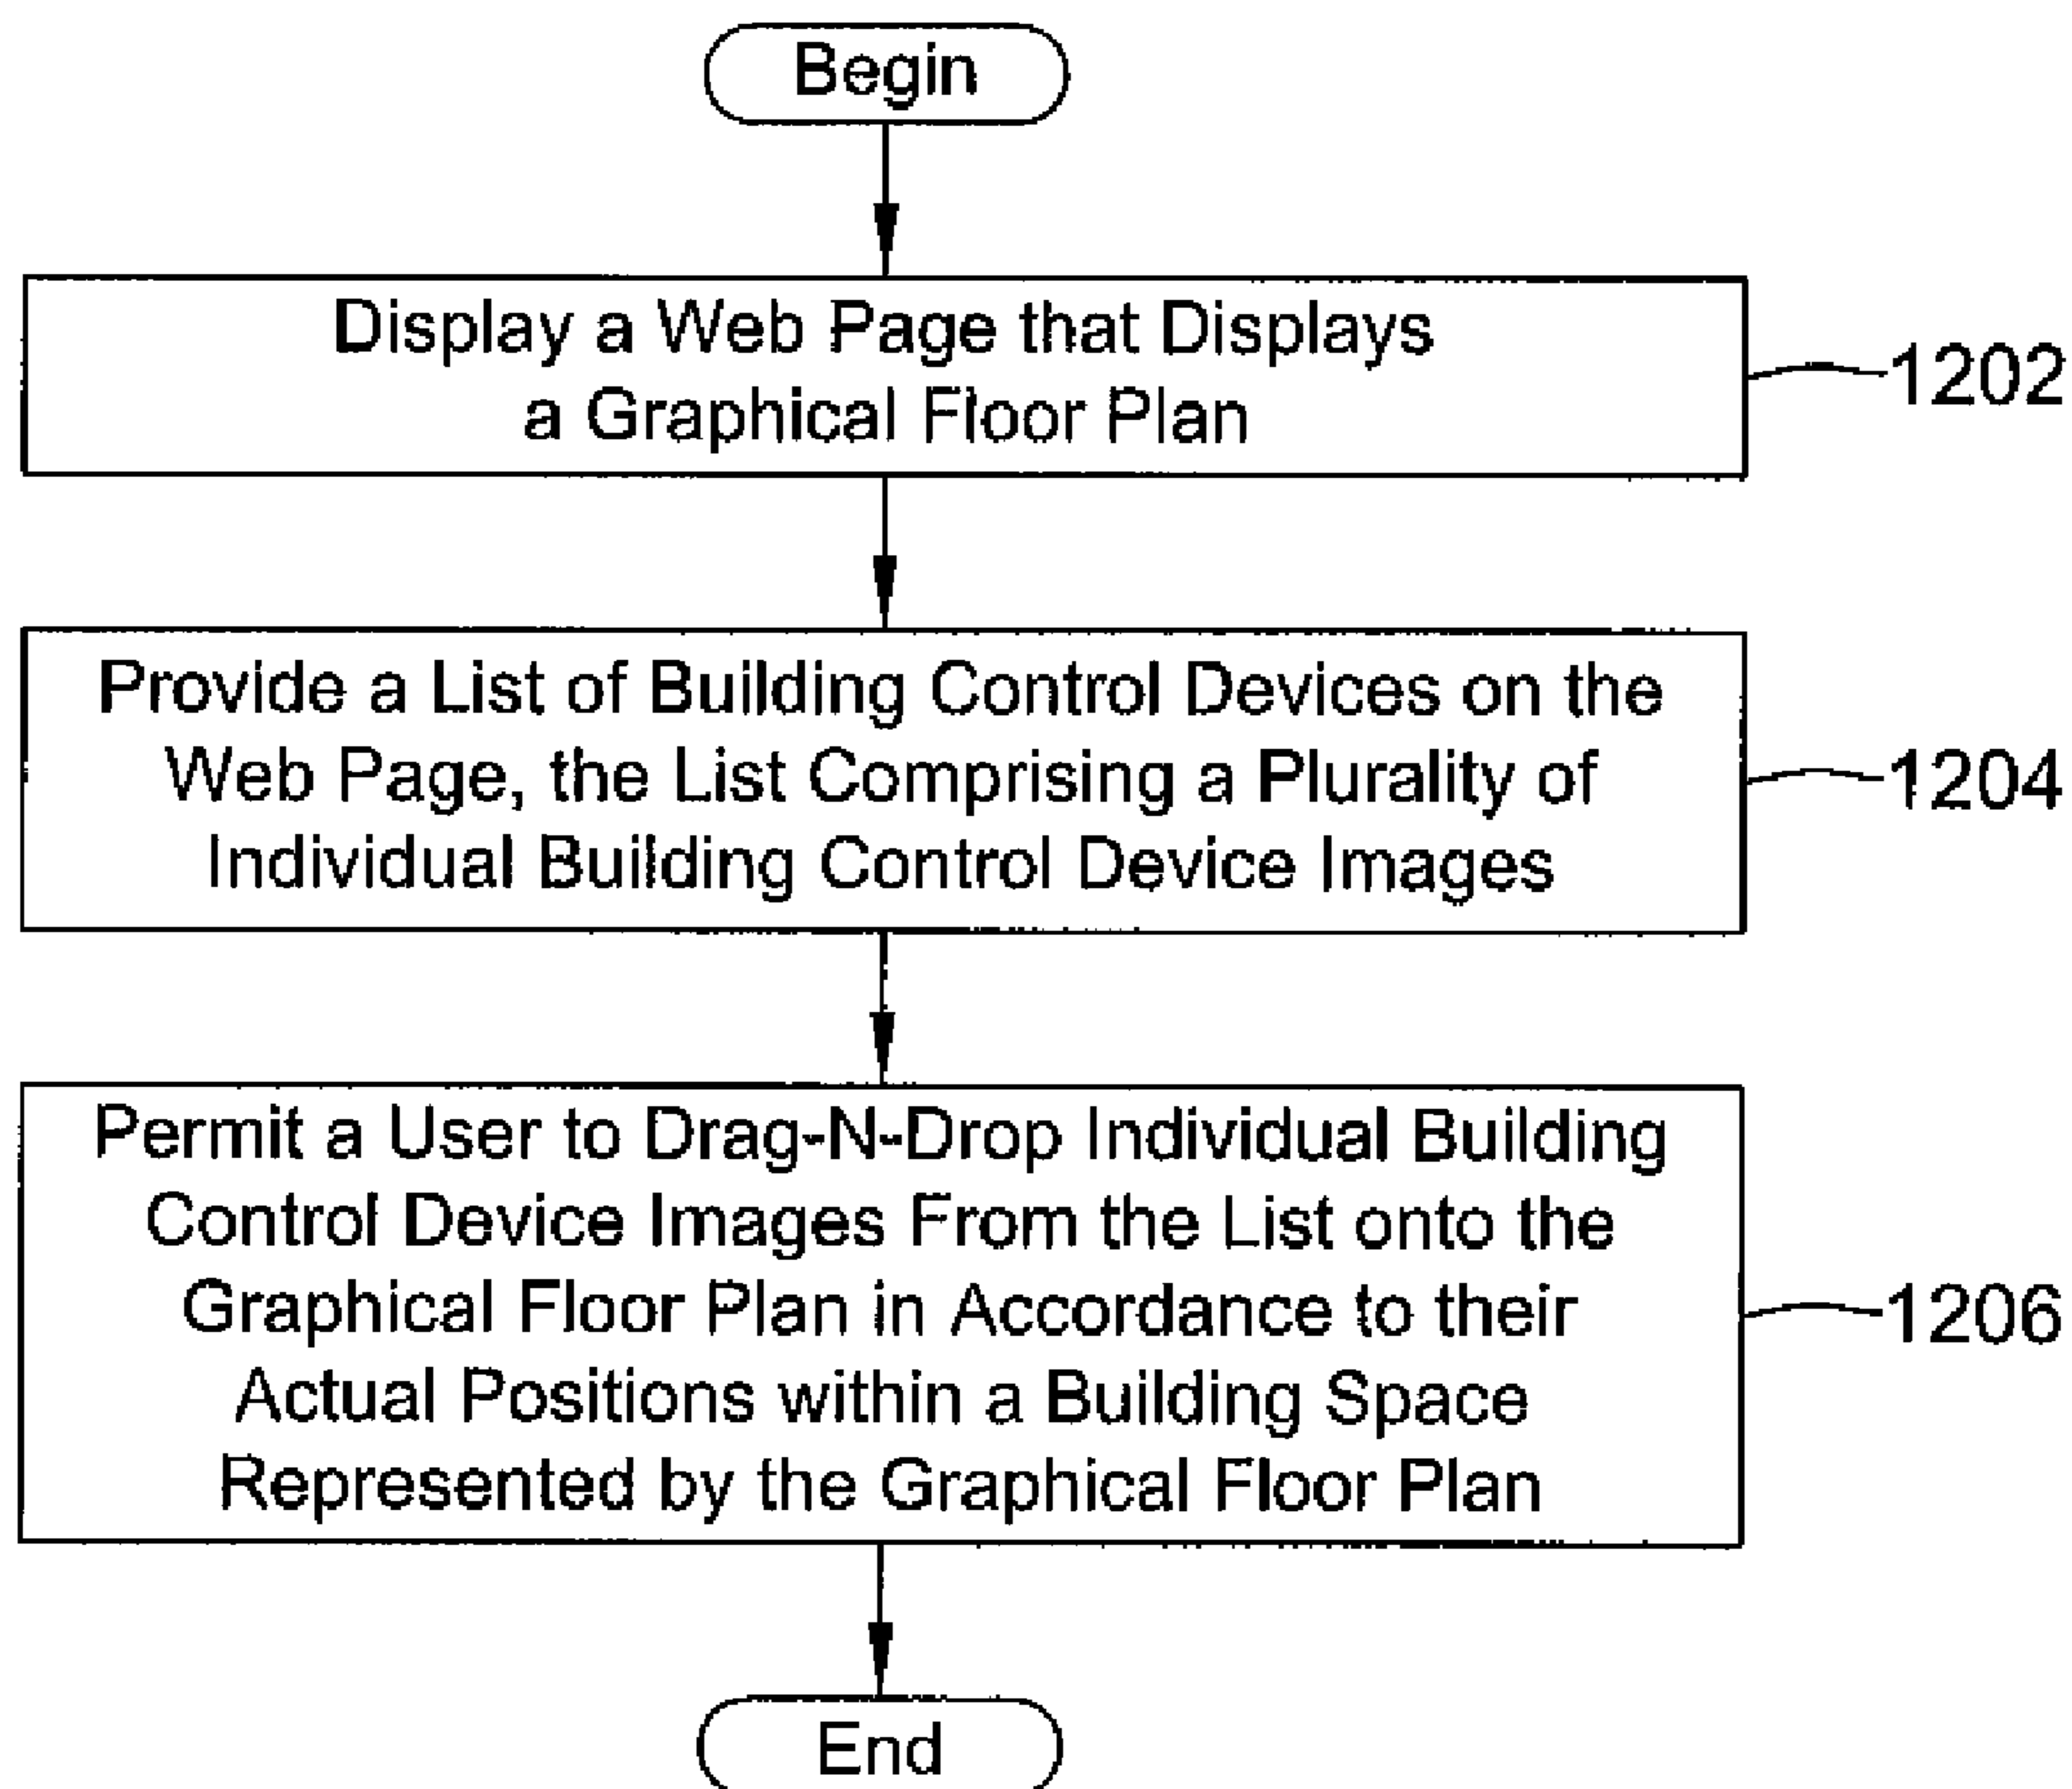 Begin
Display a Web Page that Displays
a Graphical Floor Plan
1202
Provide a List of Building Control Devices on the
Web Page, the List Comprising a Plurality of
Individual Building Control Device Images
1204
Permit a User to Drag-N-Drop Individual Building
Control Device Images From the List onto the
Graphical Floor Plan in Accordance to their
Actual Positions within a Building Space
Represented by the Graphical Floor Plan
1206
End